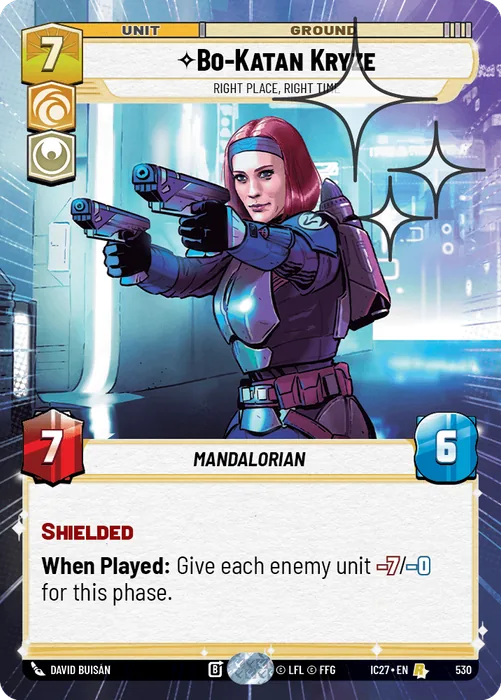 7
UNIT
GROUND
✧BO-KATAN KRYZE
RIGHT PLACE, RIGHT TIME
7
6
MANDALORIAN
SHIELDED
When Played: Give each enemy unit -7/-0
for this phase.
DAVID BUISÁN
B
© LFL © FFG
IC27•EN
R
530